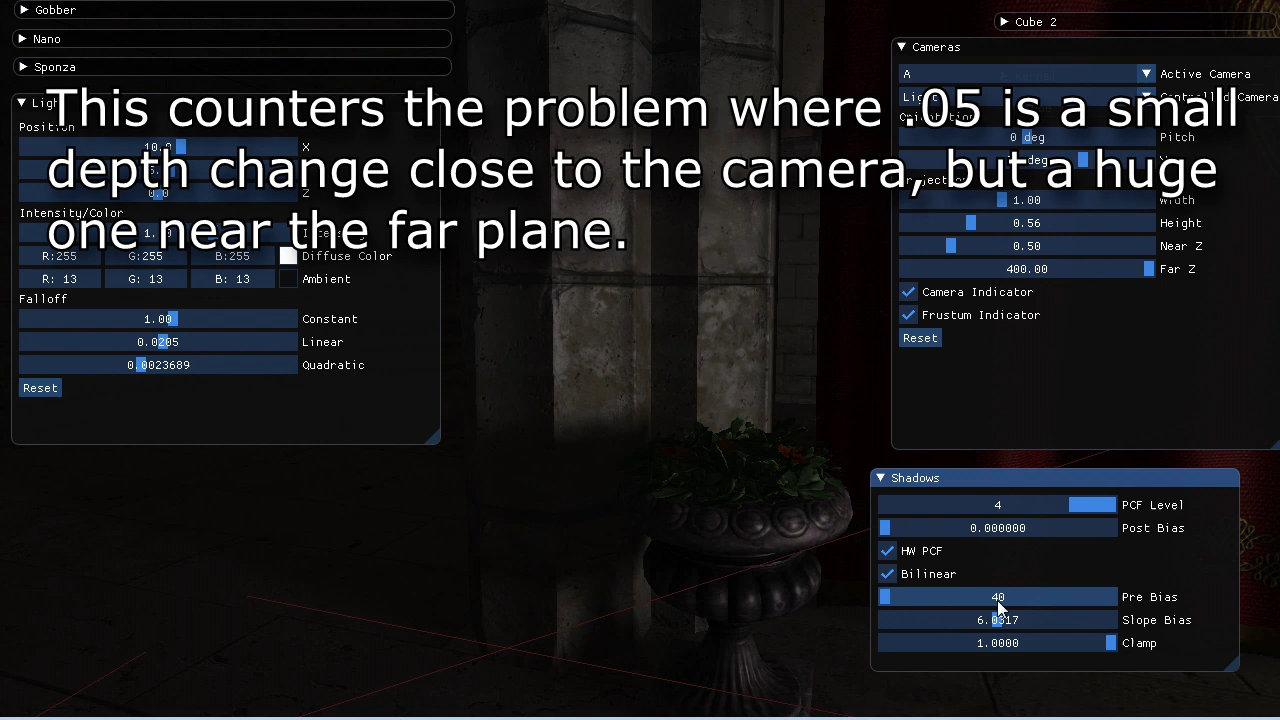 Gobber
Nano
Sponza
Cube 2
Cameras
A
Active Camera
This counters the problem where .05 is a small
depth change close to the camera, but a huge
one near the far plane.
Position
X
Z
Intensity/Color
R:255
G:255
B:255
Diffuse Color
R: 13
G: 13
B: 13
Ambient
Falloff
1.00
Constant
0.0205
Linear
0.0023689
Quadratic
Reset
0 deg
Pitch
1.00
Width
0.56
Height
0.50
Near Z
400.00
Far Z
Camera Indicator
Frustum Indicator
Reset
Shadows
4
PCF Level
0.000000
Post Bias
HW PCF
Bilinear
40
Pre Bias
6.0317
Slope Bias
1.0000
Clamp